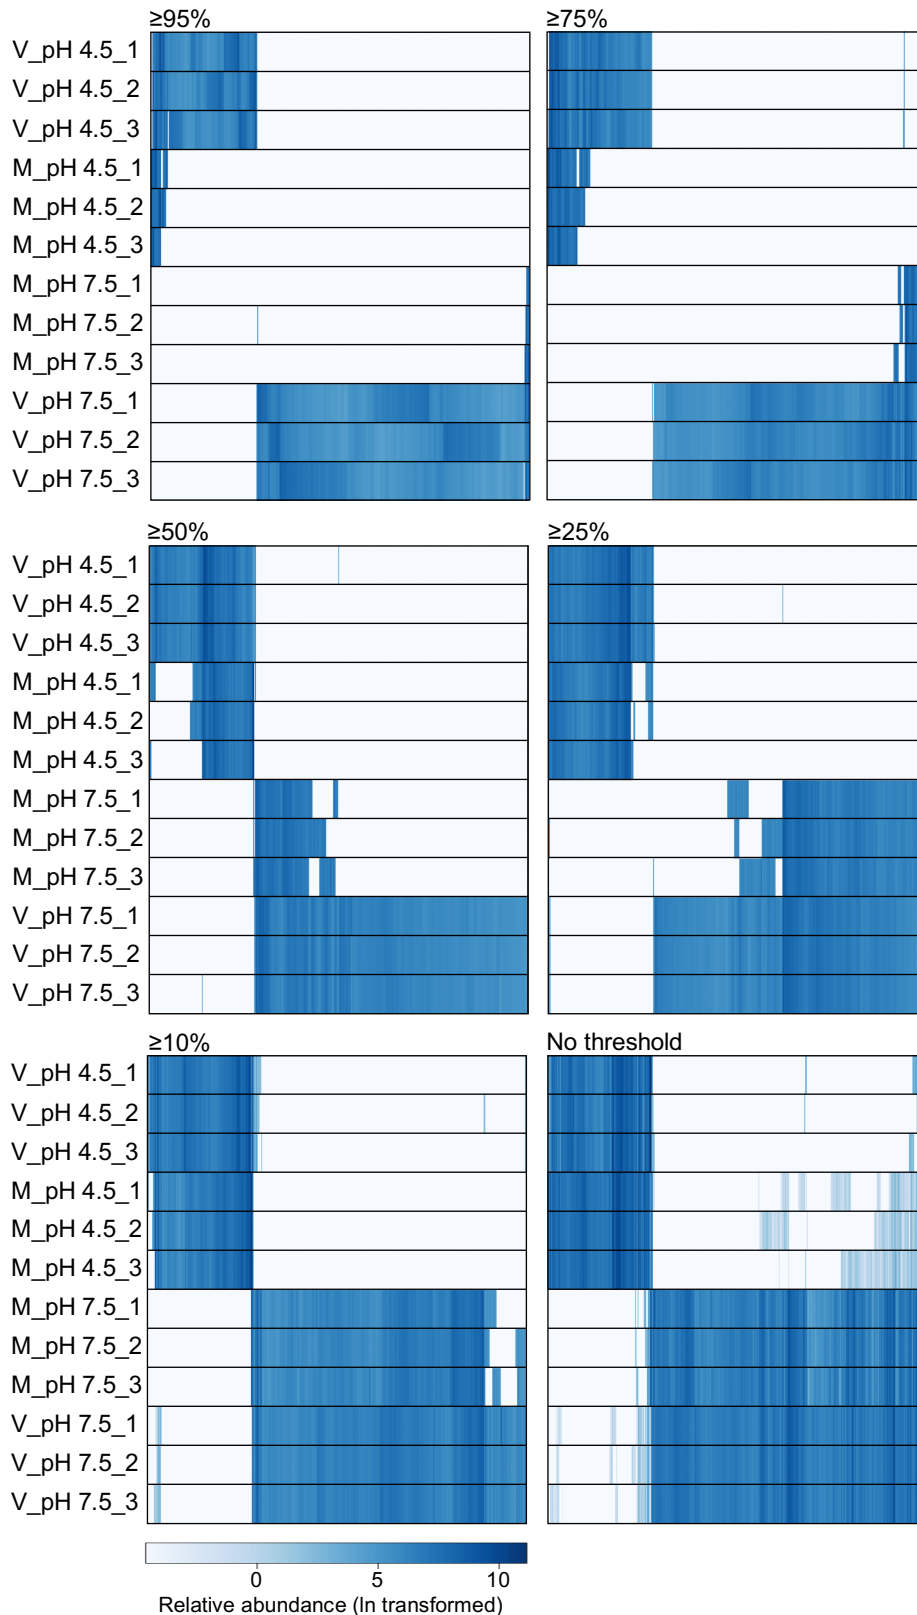 ≥95% ≥75%
V_pH 4.5_1
V_pH 4.5_2
V_pH 4.5_3
M_pH 4.5_1
M_pH 4.5_2
M_pH 4.5_3
M_pH 7.5_1
M_pH 7.5_2
M_pH 7.5_3
V_pH 7.5_1
V_pH 7.5_2
V_pH 7.5_3
≥50% ≥25%
V_pH 4.5_1
V_pH 4.5_2
V_pH 4.5_3
M_pH 4.5_1
M_pH 4.5_2
M_pH 4.5_3
M_pH 7.5_1
M_pH 7.5_2
M_pH 7.5_3
V_pH 7.5_1
V_pH 7.5_2
V_pH 7.5_3
≥10% No threshold
V_pH 4.5_1
V_pH 4.5_2
V_pH 4.5_3
M_pH 4.5_1
M_pH 4.5_2
M_pH 4.5_3
M_pH 7.5_1
M_pH 7.5_2
M_pH 7.5_3
V_pH 7.5_1
V_pH 7.5_2
V_pH 7.5_3
0 5 10
Relative abundance (ln transformed)